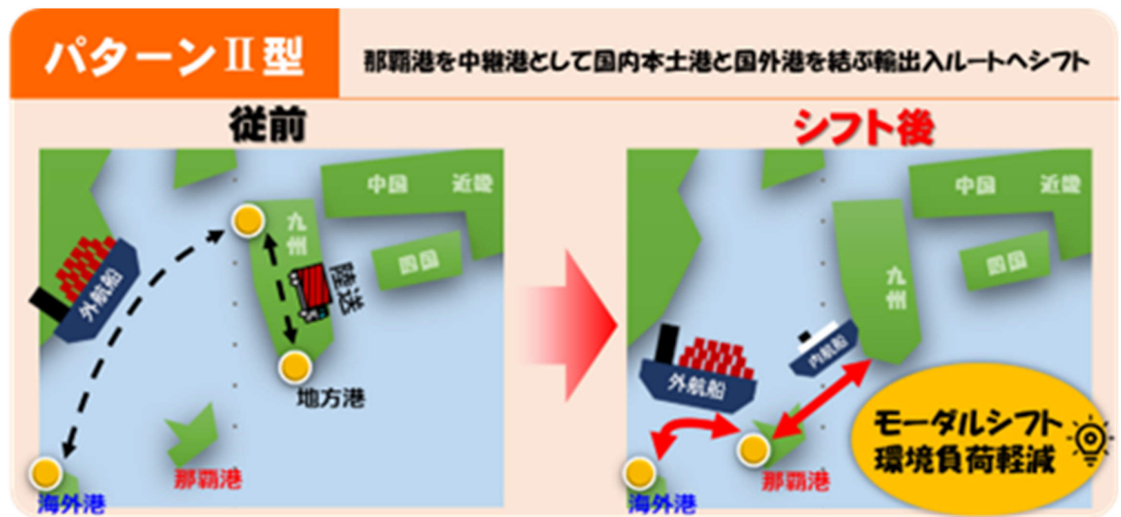 パターンⅡ型
那覇港を中継港として国内本土港と国外港を結ぶ輸出入ルートへシフト
従前
中国
近畿
九州
四国
外航船
陸送
地方港
那覇港
海外港
シフト後
中国
近畿
九州
四国
内航船
外航船
那覇港
海外港
モーダルシフト
環境負荷軽減